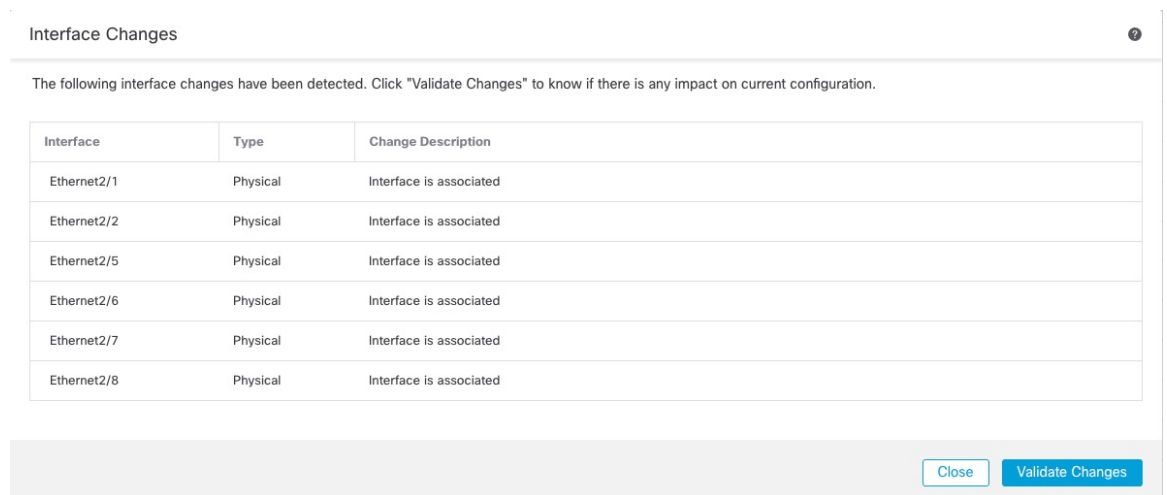 Interface Changes
The following interface changes have been detected. Click "Validate Changes" to know if there is any impact on current configuration.
Interface Type Change Description
Ethernet2/1 Physical Interface is associated
Ethernet2/2 Physical Interface is associated
Ethernet2/5 Physical Interface is associated
Ethernet2/6 Physical Interface is associated
Ethernet2/7 Physical Interface is associated
Ethernet2/8 Physical Interface is associated
Close Validate Changes